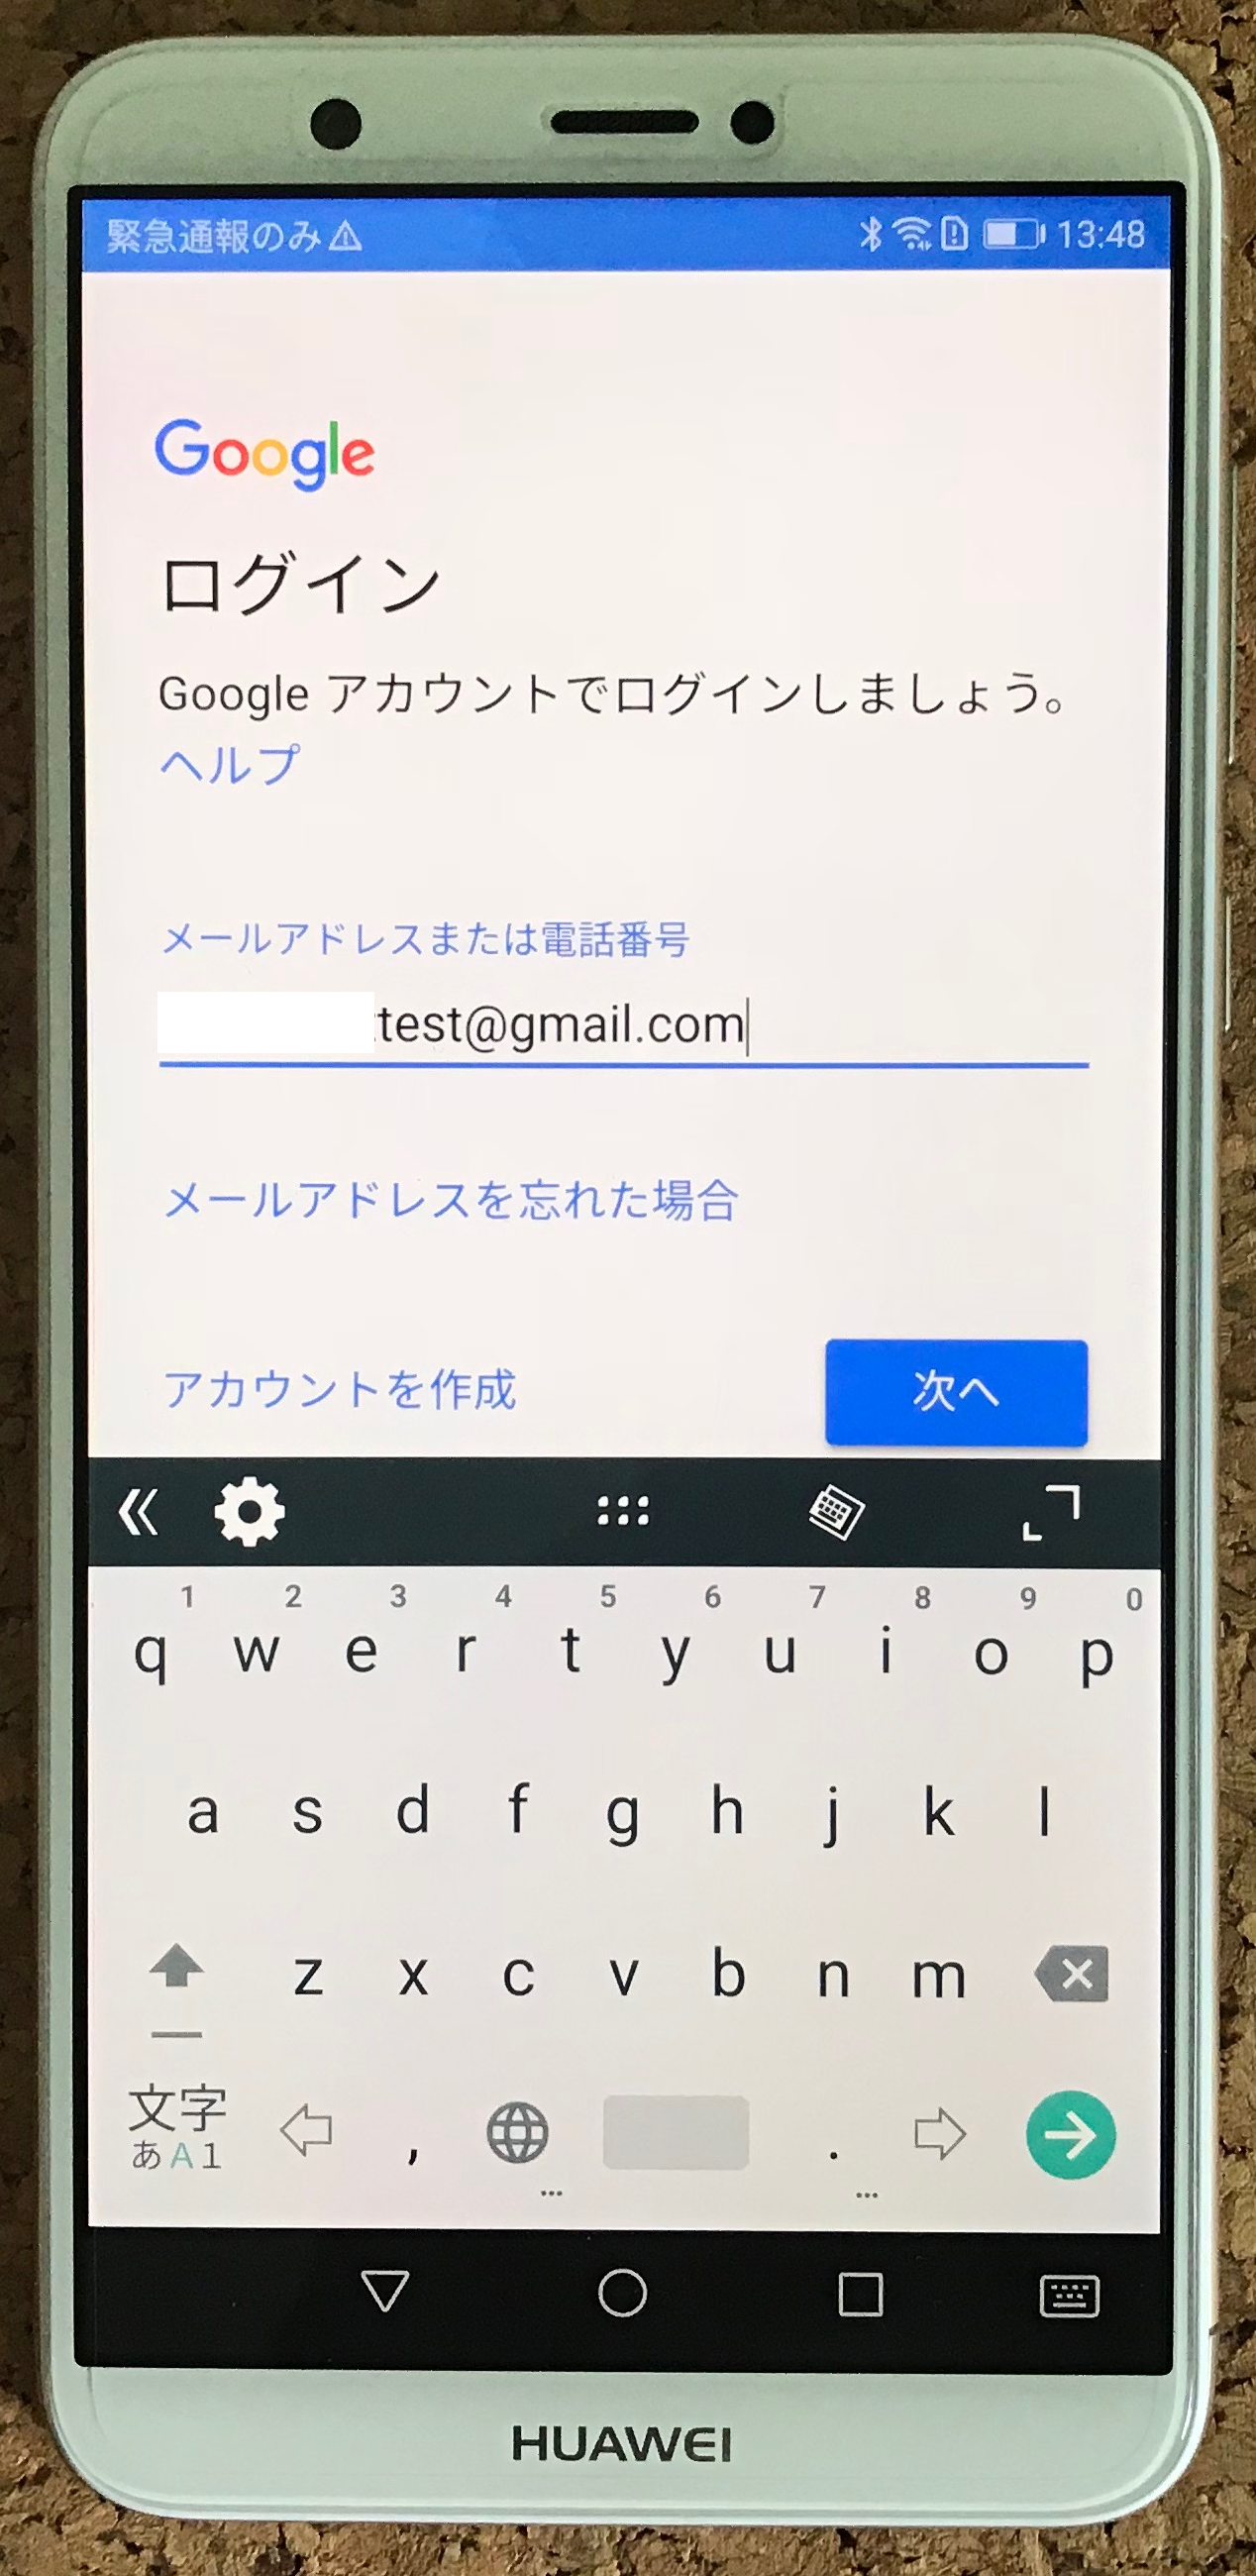 緊急通報のみ 13:48
Google
ログイン
Google アカウントでログインしましょう。
ヘルプ
メールアドレスまたは電話番号
test@gmail.com
メールアドレスを忘れた場合
アカウントを作成 次へ
1 2 3 4 5 6 7 8 9 0
q w e r t y u i o p
a s d f g h j k l
z x c v b n m
文字 , .
あA1
HUAWEI